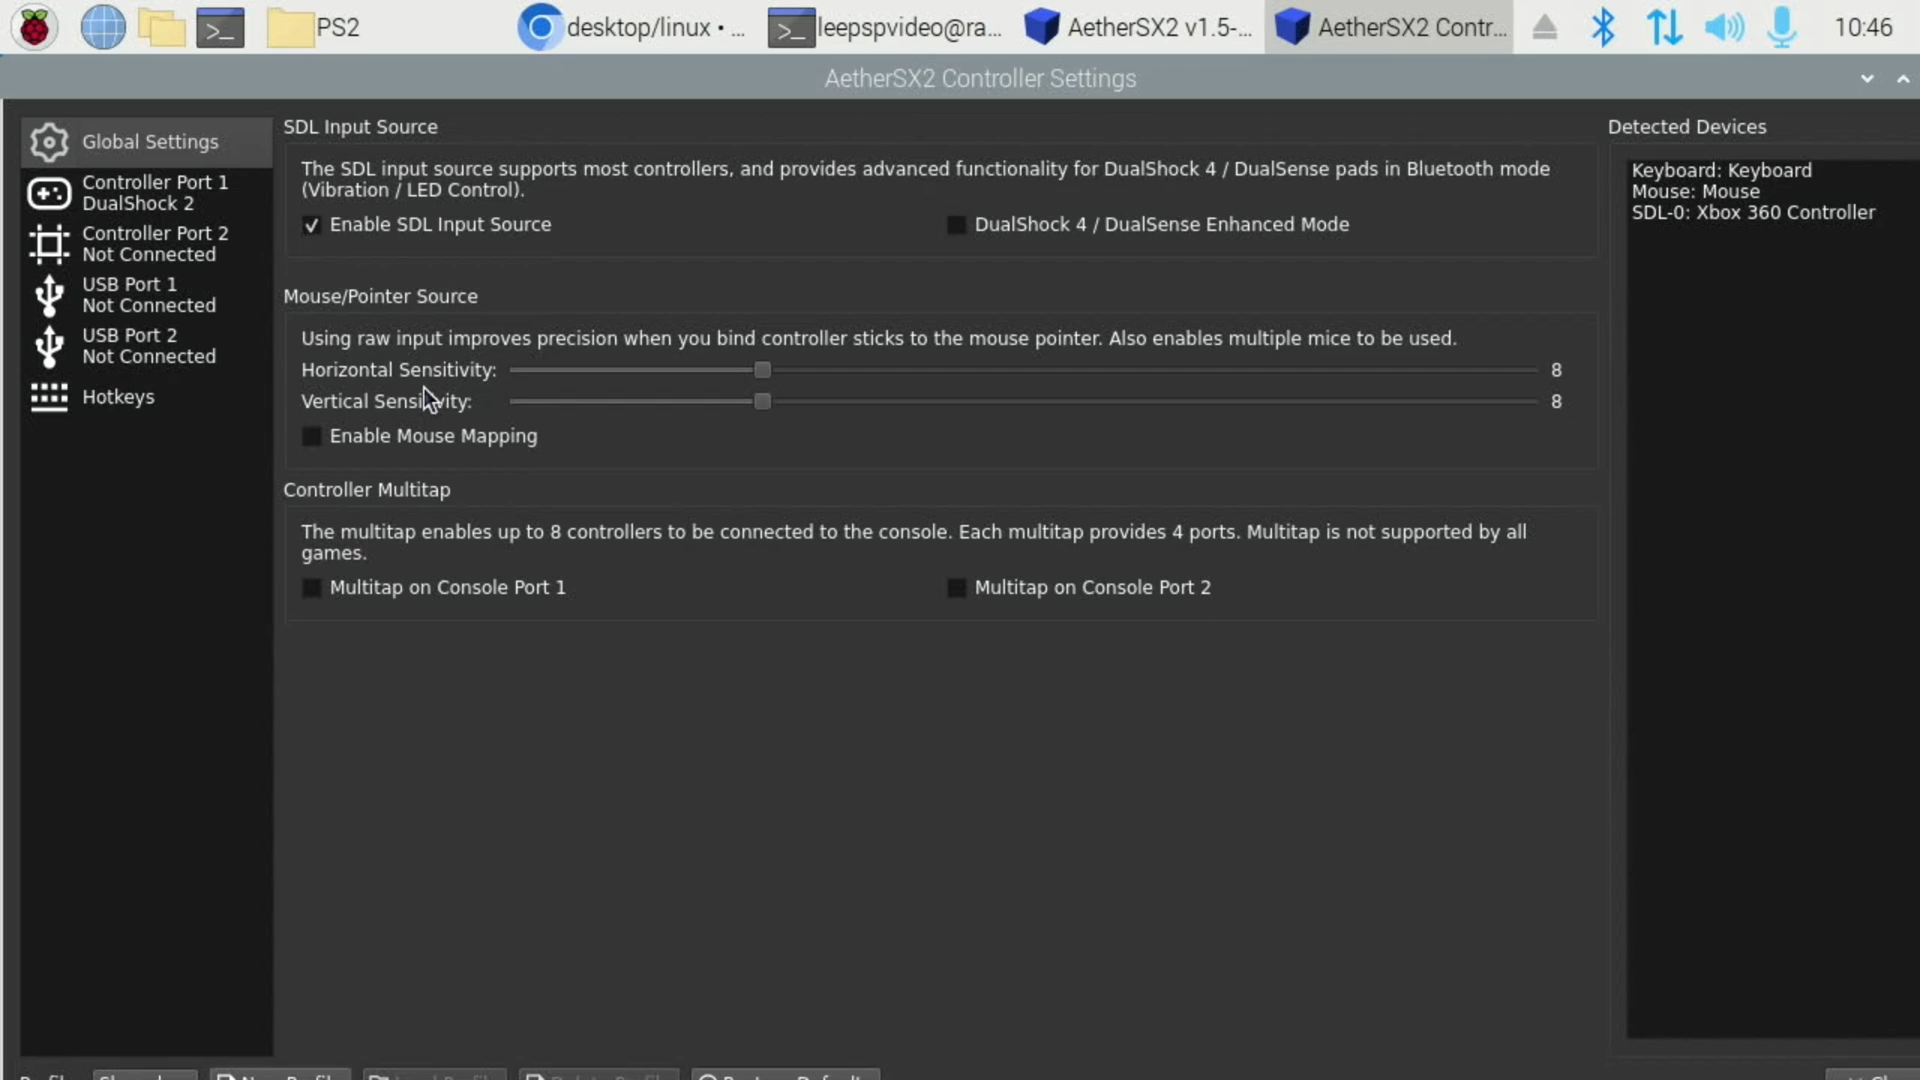 PS2
desktop/linux • ...
leepspvideo@ra...
AetherSX2 v1.5-...
AetherSX2 Contr...
10:46
AetherSX2 Controller Settings
Global Settings
Controller Port 1
DualShock 2
Controller Port 2
Not Connected
USB Port 1
Not Connected
USB Port 2
Not Connected
Hotkeys
SDL Input Source
The SDL input source supports most controllers, and provides advanced functionality for DualShock 4 / DualSense pads in Bluetooth mode
(Vibration / LED Control).
Enable SDL Input Source
DualShock 4 / DualSense Enhanced Mode
Mouse/Pointer Source
Using raw input improves precision when you bind controller sticks to the mouse pointer. Also enables multiple mice to be used.
Horizontal Sensitivity: 8
Vertical Sensitivity: 8
Enable Mouse Mapping
Controller Multitap
The multitap enables up to 8 controllers to be connected to the console. Each multitap provides 4 ports. Multitap is not supported by all
games.
Multitap on Console Port 1
Multitap on Console Port 2
Detected Devices
Keyboard: Keyboard
Mouse: Mouse
SDL-0: Xbox 360 Controller